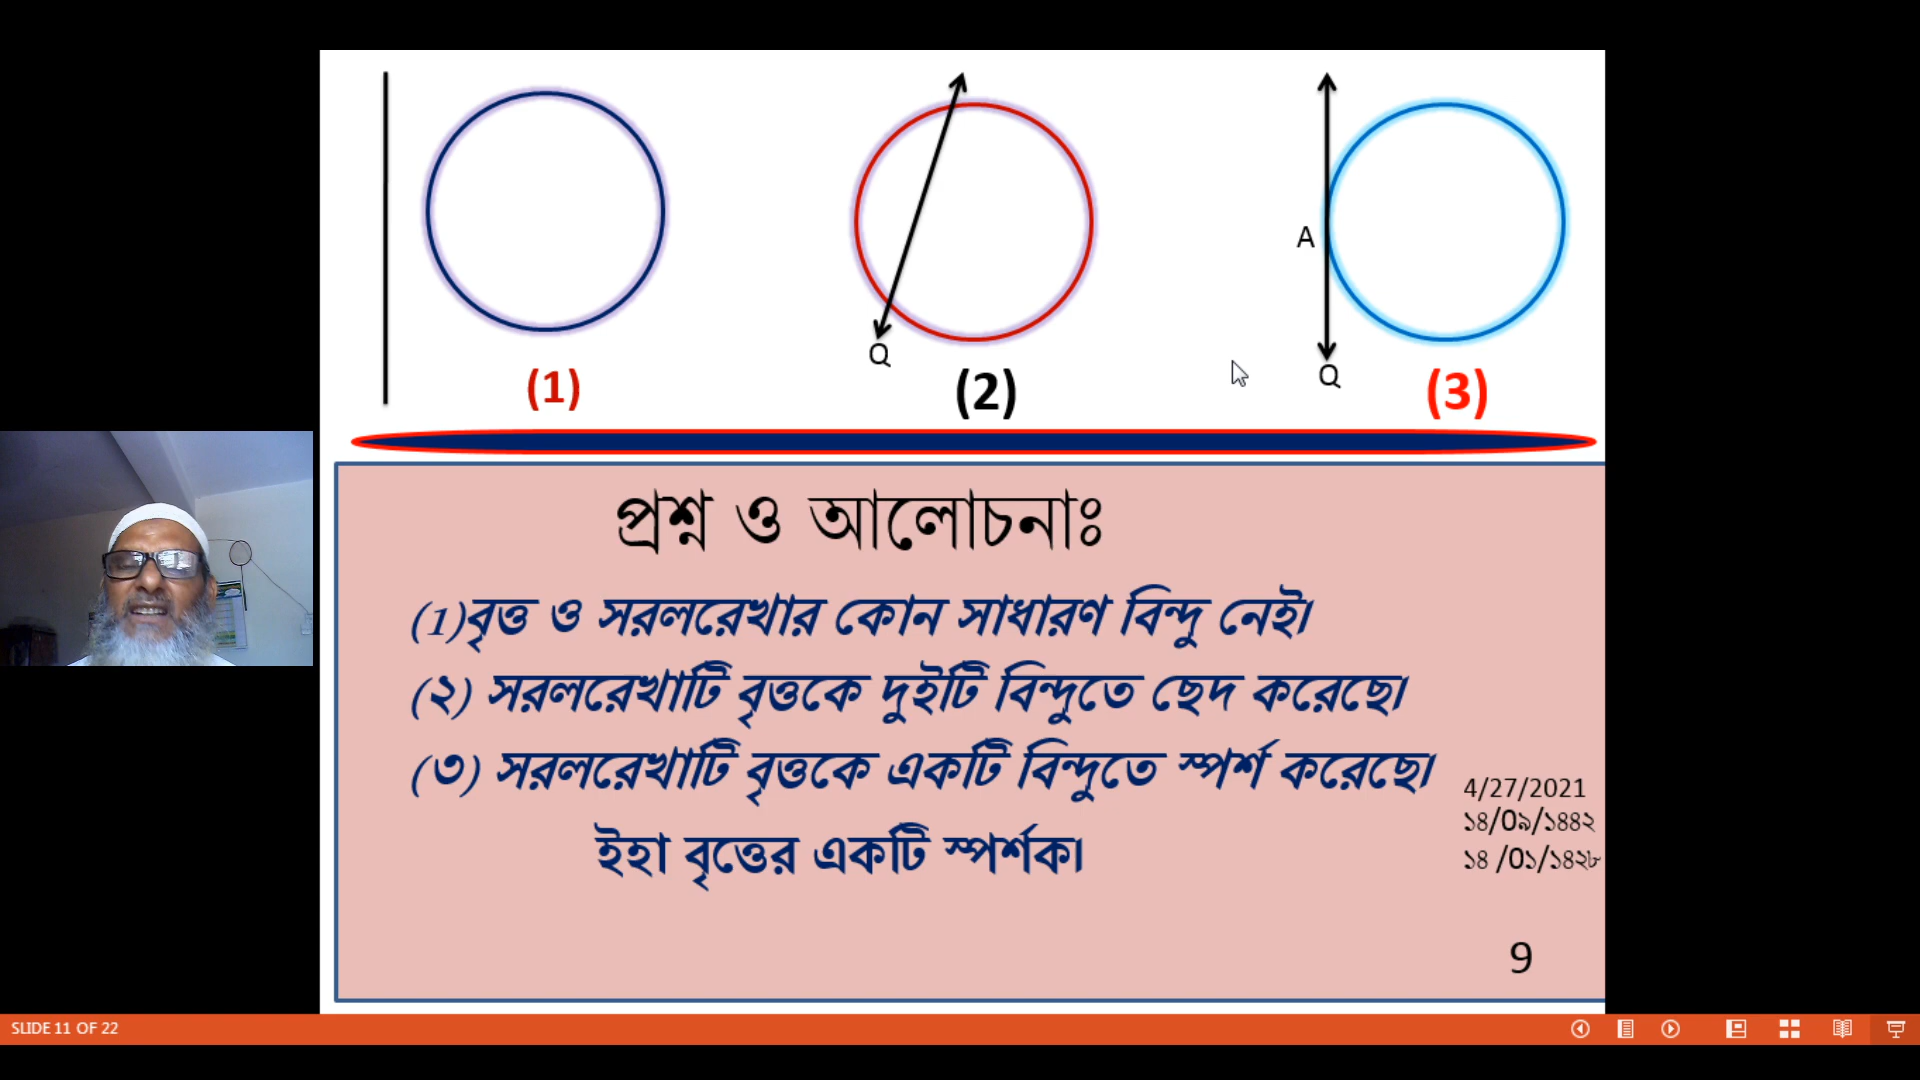 A
Q
Q
(1)
(2)
(3)
প্রশ্ন ও আলোচনাঃ
(1)বৃত্ত ও সরলরেখার কোন সাধারণ বিন্দু নেই।
(২) সরলরেখাটি বৃত্তকে দুইটি বিন্দুতে ছেদ করেছে।
(৩) সরলরেখাটি বৃত্তকে একটি বিন্দুতে স্পর্শ করেছে।
ইহা বৃত্তের একটি স্পর্শক।
4/27/2021
১৪/0৯/১৪৪২
১৪ /0১/১৪২৮
9
SLIDE 11 OF 22